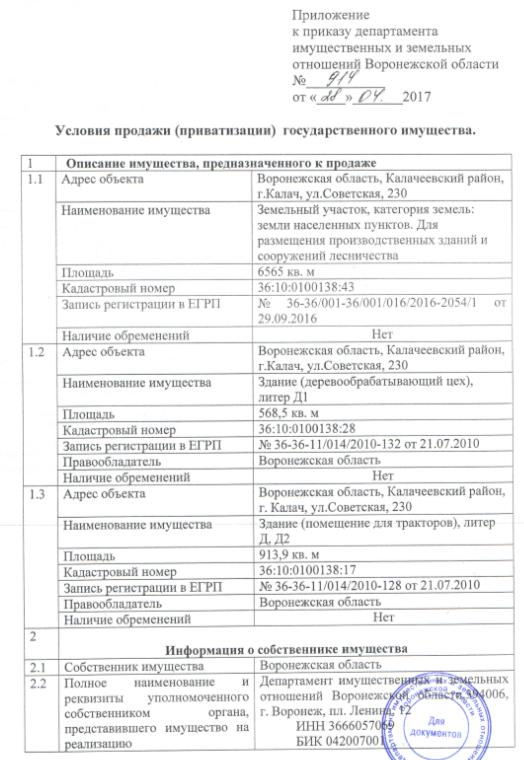 Приложение
к приказу департамента
имущественных и земельных
отношений Воронежской области
№ 914
от « 28 » 04. 2017
Условия продажи (приватизации) государственного имущества.
1 Описание имущества, предназначенного к продаже
1.1 Адрес объекта Воронежская область, Калачеевский район,
г.Калач, ул.Советская, 230
Наименование имущества Земельный участок, категория земель:
земли населенных пунктов. Для
размещения производственных зданий и
сооружений лесничества
Площадь 6565 кв. м
Кадастровый номер 36:10:0100138:43
Запись регистрации в ЕГРП № 36-36/001-36/001/016/2016-2054/1 от
29.09.2016
Наличие обременений Нет
1.2 Адрес объекта Воронежская область, Калачеевский район,
г.Калач, ул.Советская, 230
Наименование имущества Здание (деревообрабатывающий цех),
литер Д1
Площадь 568,5 кв. м
Кадастровый номер 36:10:0100138:28
Запись регистрации в ЕГРП № 36-36-11/014/2010-132 от 21.07.2010
Правообладатель Воронежская область
Наличие обременений Нет
1.3 Адрес объекта Воронежская область, Калачеевский район,
г. Калач, ул.Советская, 230
Наименование имущества Здание (помещение для тракторов), литер
Д, Д2
Площадь 913,9 кв. м
Кадастровый номер 36:10:0100138:17
Запись регистрации в ЕГРП № 36-36-11/014/2010-128 от 21.07.2010
Правообладатель Воронежская область
Наличие обременений Нет
2
Информация о собственнике имущества
2.1 Собственник имущества Воронежская область
2.2 Полное наименование и Департамент имущественных и земельных
реквизиты уполномоченного отношений Воронежской области,394006,
собственником органа, г. Воронеж, пл. Ленина, 12
представившего имущество на ИНН 3666057069
реализацию БИК 042007001
Для
документов